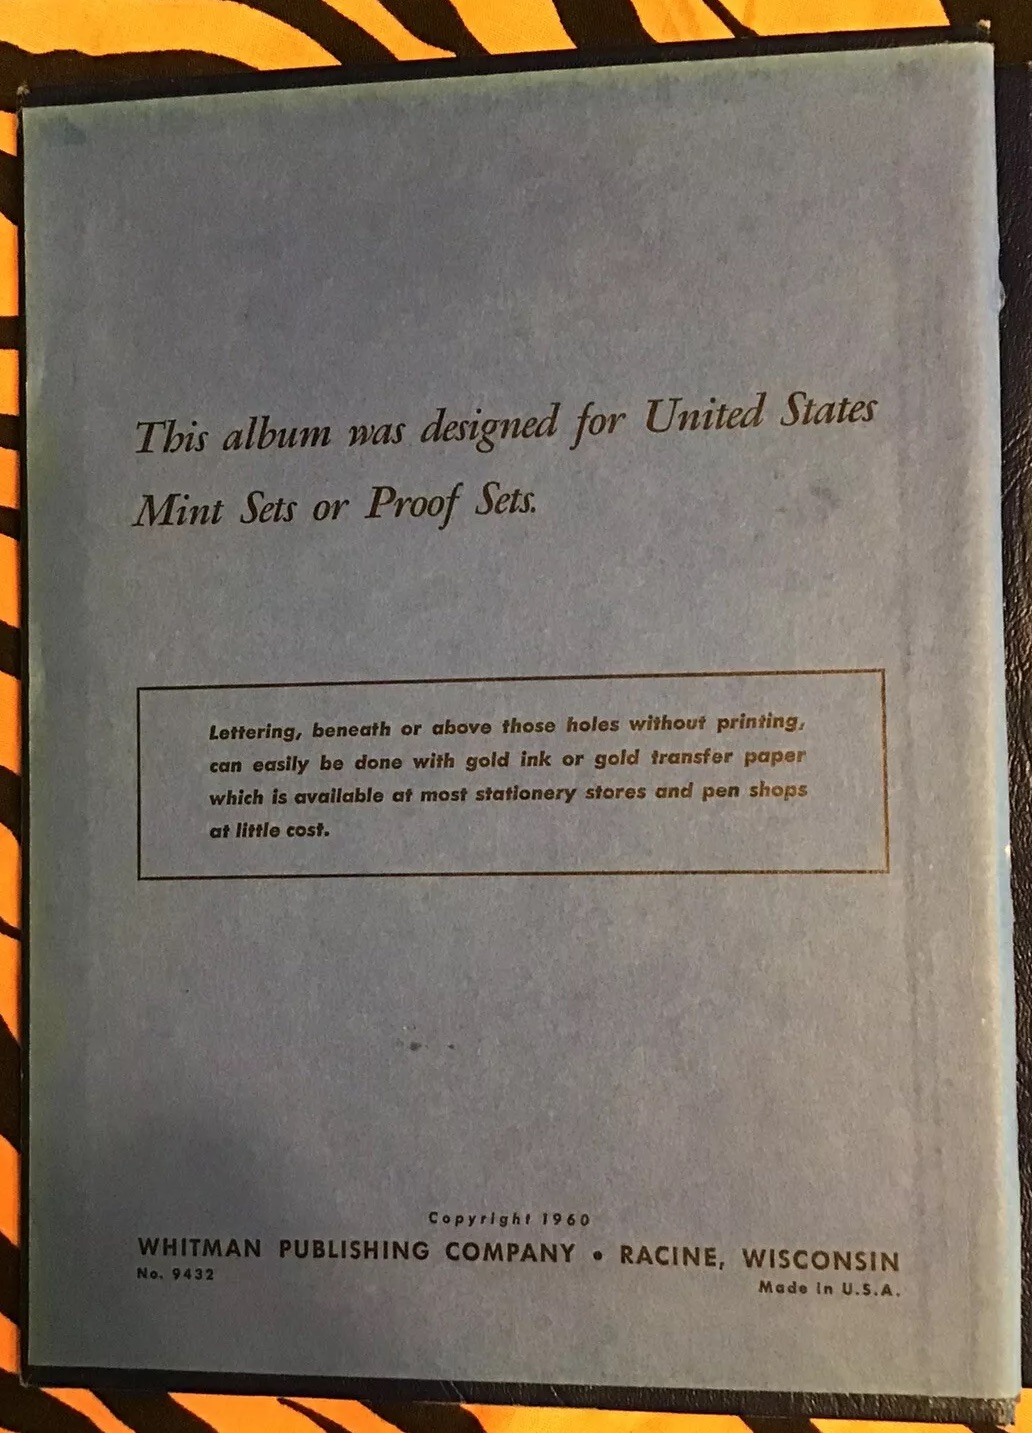 This album was designed for United States
Mint Sets or Proof Sets.
Lettering, beneath or above those holes without printing,
can easily be done with gold ink or gold transfer paper
which is available at most stationery stores and pen shops
at little cost.
Copyright 1960
WHITMAN PUBLISHING COMPANY • RACINE, WISCONSIN
No. 9432
Made in U.S.A.